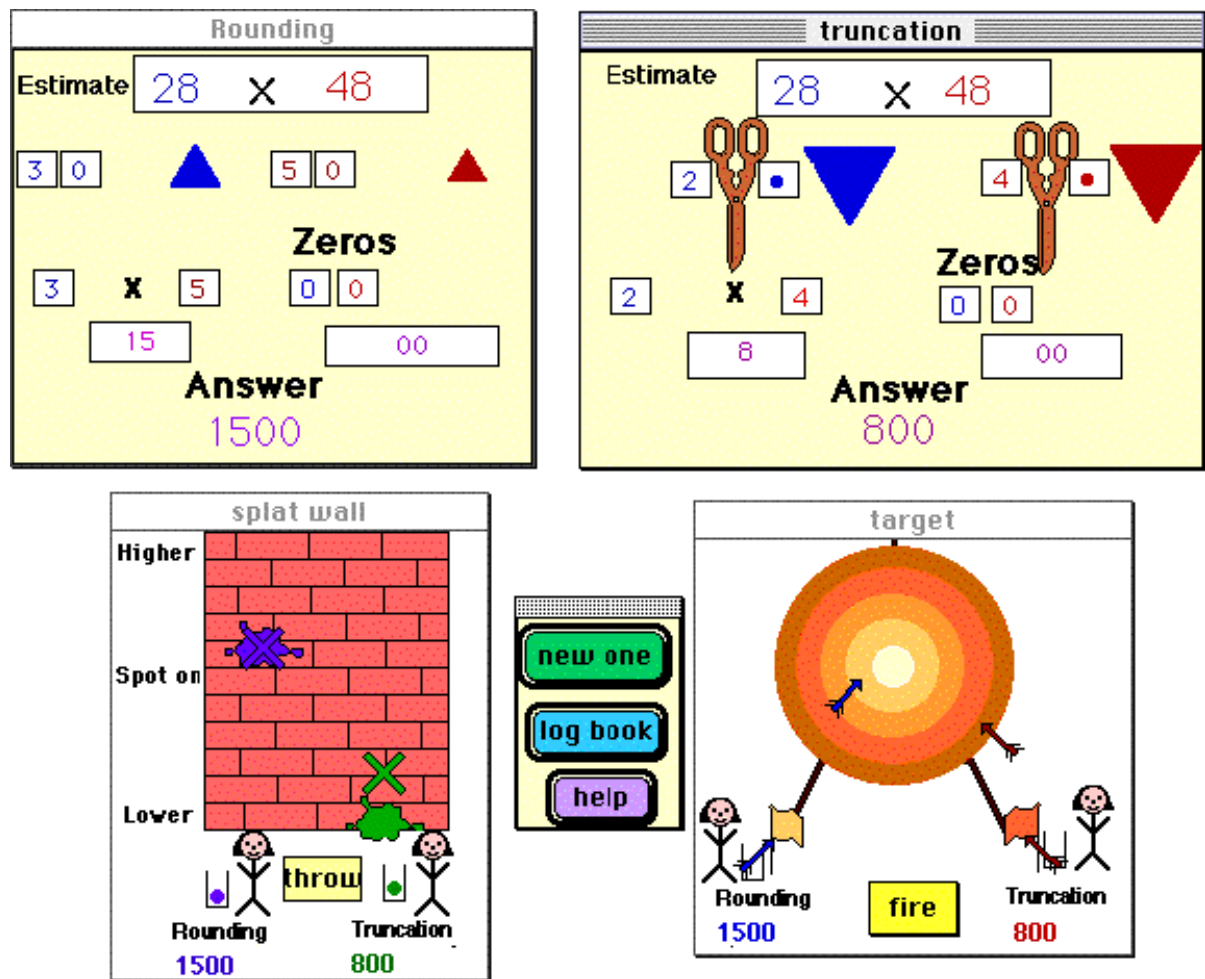 Rounding
Estimate 28 x 48
3 0 5 0
Zeros
3 x 5 0 0
15 00
Answer
1500
truncation
Estimate 28 x 48
2 4
Zeros
2 x 4 0 0
8 00
Answer
800
splat wall
Higher
Spot on
Lower
throw
Rounding Truncation
1500 800
new one
log book
help
target
Rounding Truncation
fire
1500 800